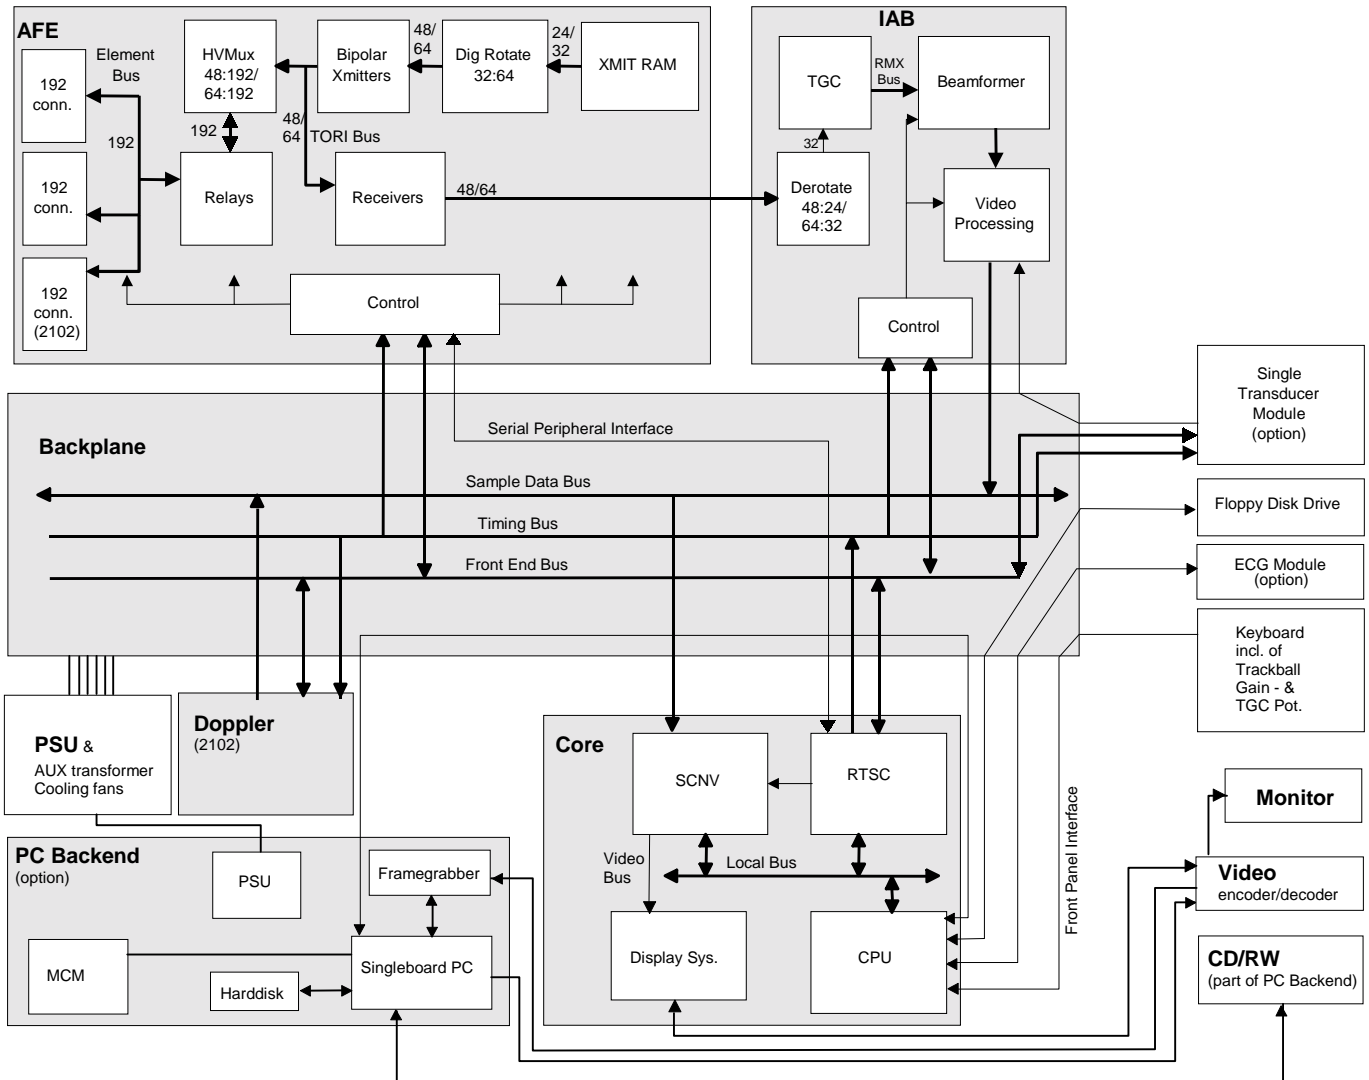 AFE
Element
Bus
192
conn.
192
conn.
192
conn.
(2102)
192
HVMux
48:192/
64:192
192
Relays
48/
64
TORI Bus
Bipolar
Xmitters
48/
64
Dig Rotate
32:64
24/
32
XMIT RAM
Receivers
48/64
Control
IAB
TGC
RMX
Bus
Beamformer
32
Derotate
48:24/
64:32
Video
Processing
Control
Single
Transducer
Module
(option)
Floppy Disk Drive
ECG Module
(option)
Keyboard
incl. of
Trackball
Gain - &
TGC Pot.
Backplane
Serial Peripheral Interface
Sample Data Bus
Timing Bus
Front End Bus
PSU &
AUX transformer
Cooling fans
Doppler
(2102)
Core
SCNV
RTSC
Video
Bus
Local Bus
Display Sys.
CPU
Front Panel Interface
PC Backend
(option)
PSU
Framegrabber
MCM
Singleboard PC
Harddisk
Monitor
Video
encoder/decoder
CD/RW
(part of PC Backend)